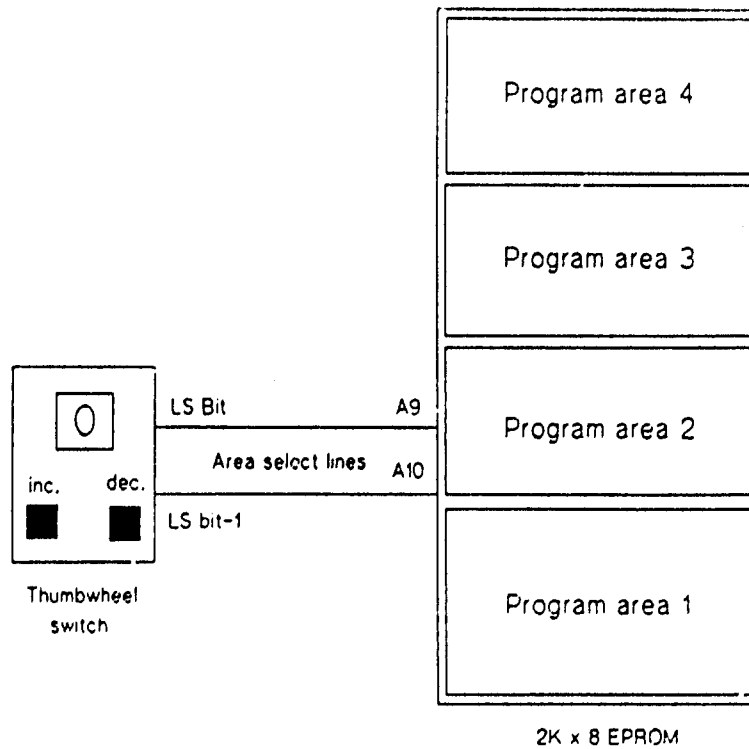 Program area 4
Program area 3
Program area 2
Program area 1
LS Bit
A9
Area select lines
A10
0
inc.
dec.
LS bit-1
Thumbwheel
switch
2K x 8 EPROM